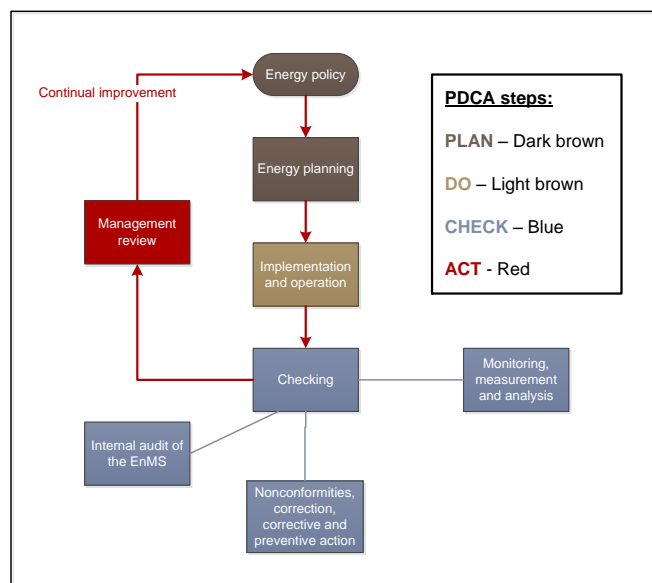 Energy policy
Continual improvement
Energy planning
Management
review
Implementation
and operation
Checking
Monitoring,
measurement
and analysis
Internal audit of
the EnMS
Nonconformities,
correction,
corrective and
preventive action
PDCA steps:
PLAN – Dark brown
DO – Light brown
CHECK – Blue
ACT - Red